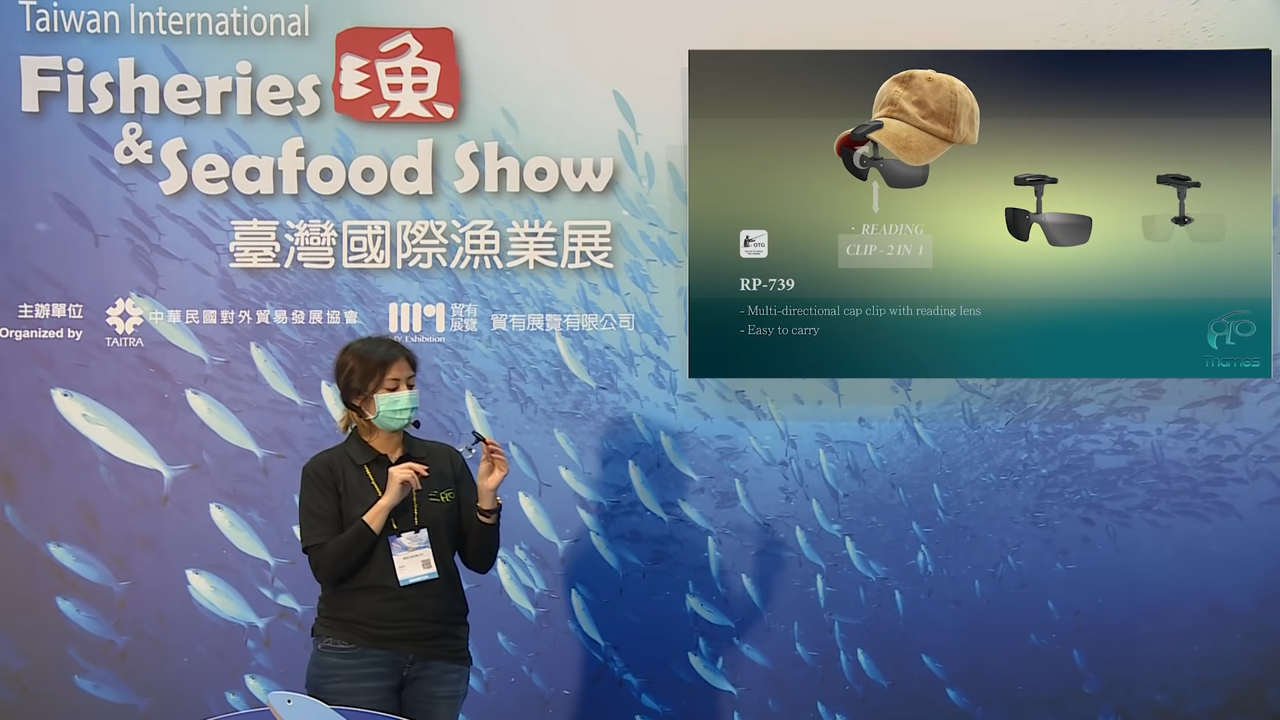 Taiwan International
Fisheries 漁
& Seafood Show
臺灣國際漁業展
主辦單位
Organized by
中華民國對外貿易發展協會
TAITRA
貿有
展覽
Exhibition
貿有展覽有限公司
· READING
CLIP - 2 IN 1
OTG
RP-739
- Multi-directional cap clip with reading lens
- Easy to carry
Thamos